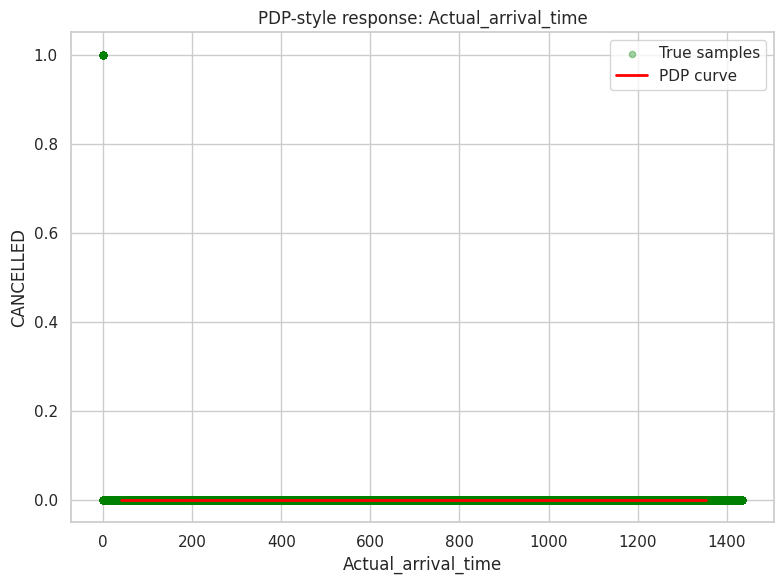 PDP-style response: Actual_arrival_time
True samples
PDP curve
1.0
0.8
0.6
0.4
0.2
0.0
CANCELLED
0
200
400
600
800
1000
1200
1400
Actual_arrival_time